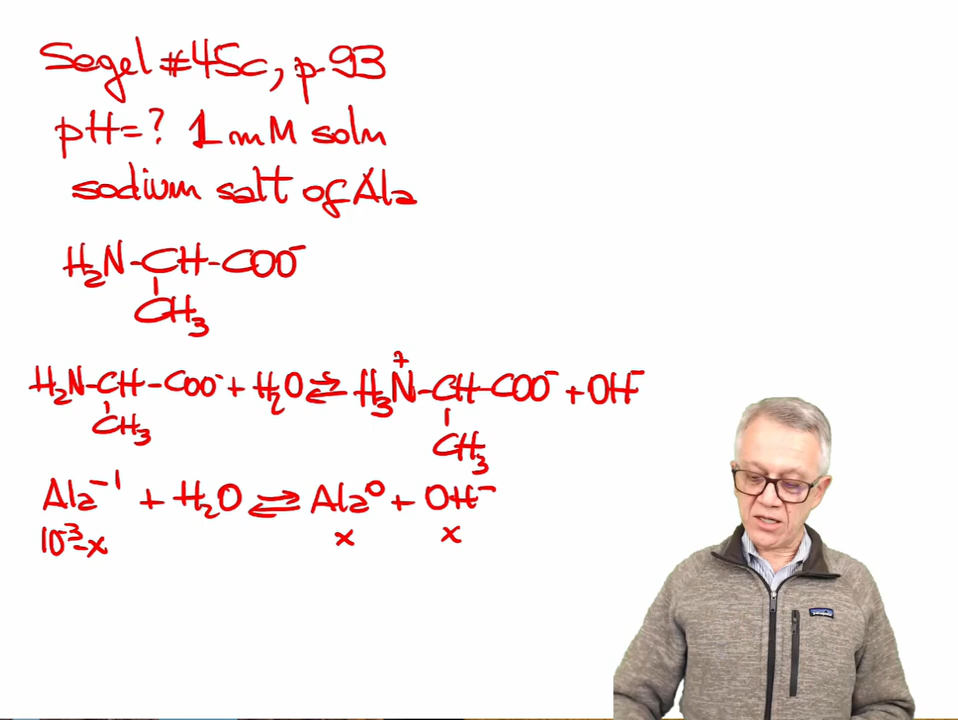 Segel #45c, p-93
pH=? 1 mM soln
sodium salt of Ala
H₂N-CH-COO⁻
CH₃
H₂N-CH-COO⁻ + H₂O ⇌ H₃N⁺-CH-COO⁻ + OH⁻
CH₃ CH₃
Ala⁻¹ + H₂O ⇌ Ala⁰ + OH⁻
10⁻³-x x x